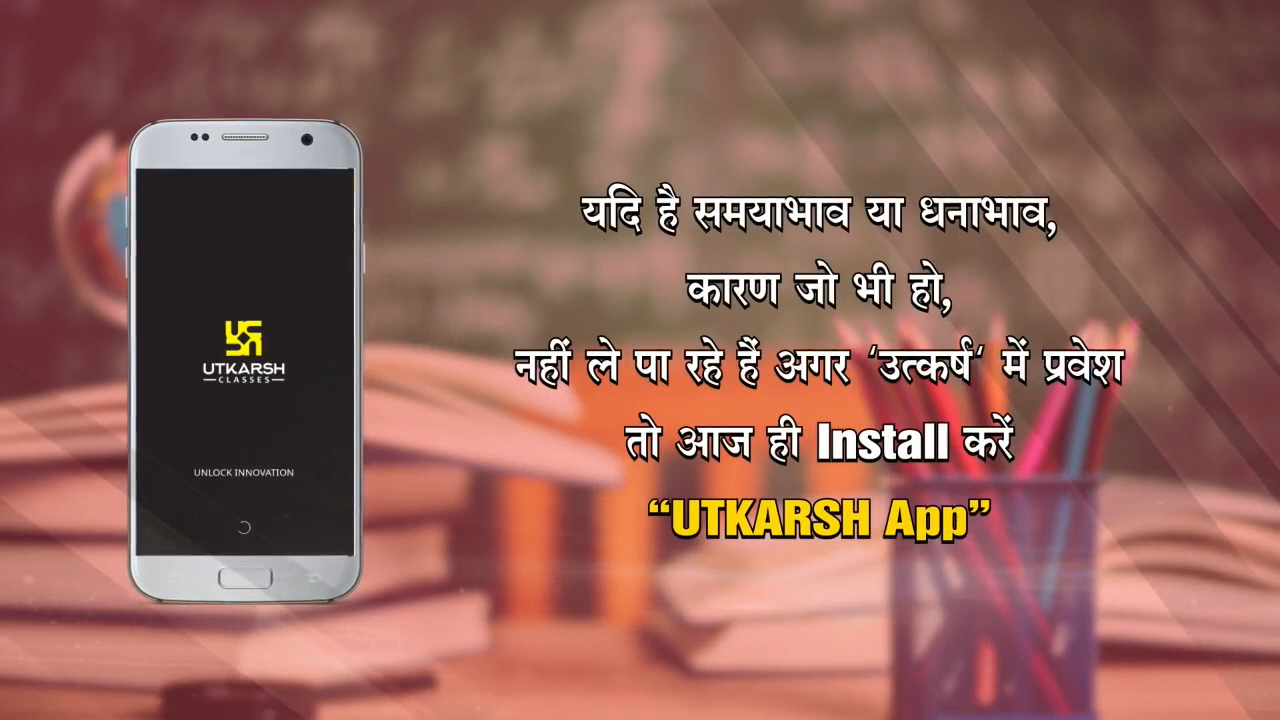 UTKARSH
CLASSES
UNLOCK INNOVATION
यदि है समयाभाव या धनाभाव,
कारण जो भी हो,
नहीं ले पा रहे हैं अगर ‘उत्कर्ष‘ में प्रवेश
तो आज ही Install करें
“UTKARSH App”